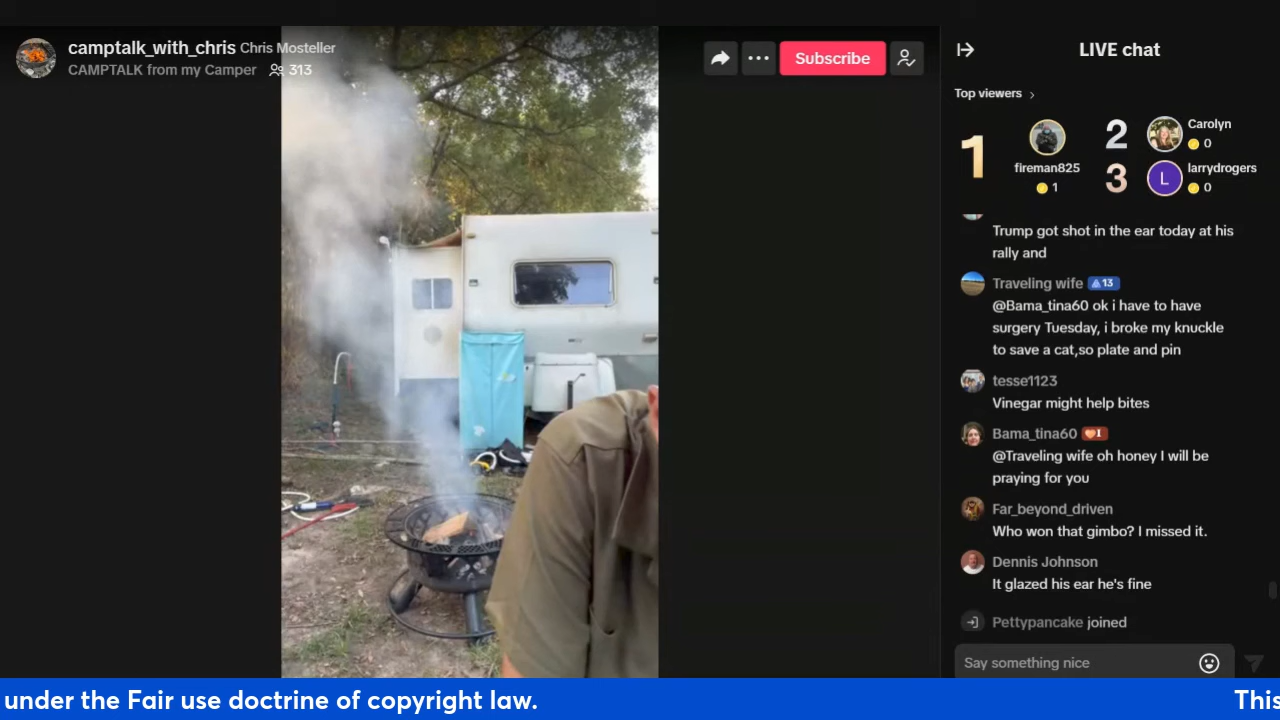 camptalk_with_chris Chris Mosteller
CAMPTALK from my Camper 313
Subscribe
LIVE chat
Top viewers
1
fireman825
1
2
Carolyn
0
3
L
larrydrogers
0
Trump got shot in the ear today at his
rally and
Traveling wife 13
@Bama_tina60 ok i have to have
surgery Tuesday, i broke my knuckle
to save a cat,so plate and pin
tesse1123
Vinegar might help bites
Bama_tina60 I
@Traveling wife oh honey I will be
praying for you
Far_beyond_driven
Who won that gimbo? I missed it.
Dennis Johnson
It glazed his ear he's fine
Pettypancake joined
Say something nice
under the Fair use doctrine of copyright law.
This